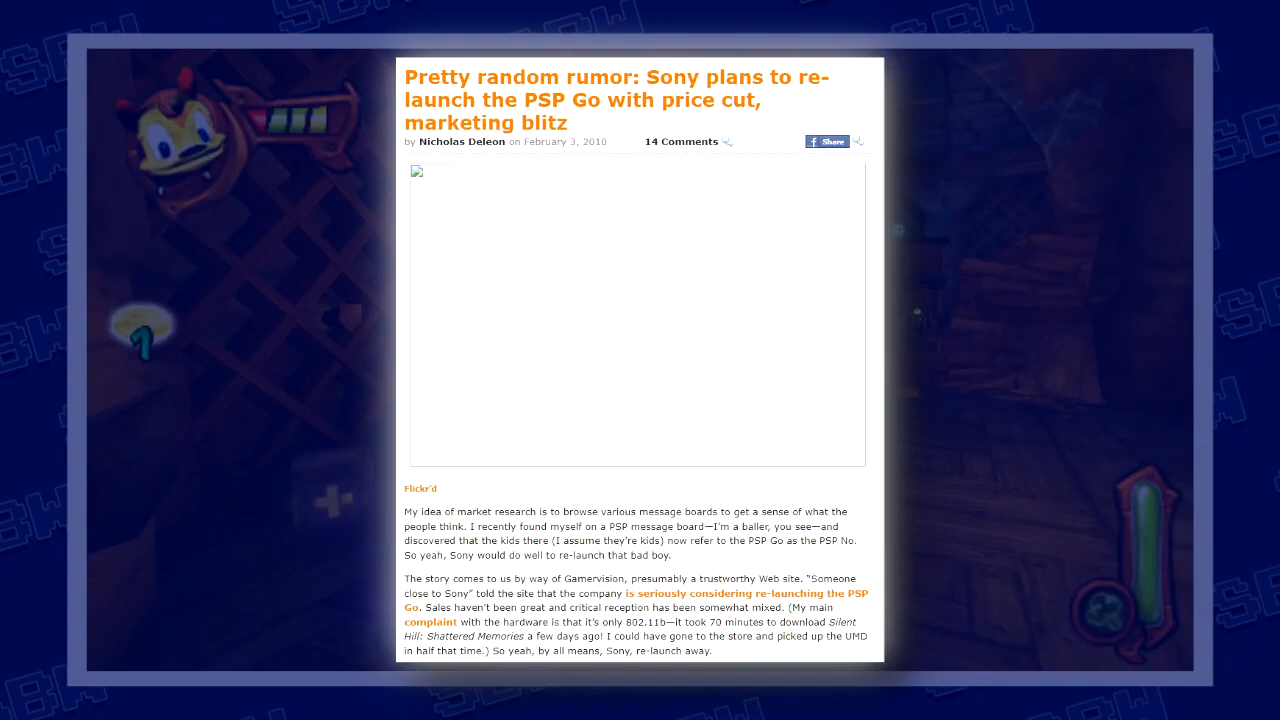 Pretty random rumor: Sony plans to re-
launch the PSP Go with price cut,
marketing blitz
by Nicholas Deleon on February 3, 2010 14 Comments Share
Flickr'd
My idea of market research is to browse various message boards to get a sense of what the
people think. I recently found myself on a PSP message board—I'm a baller, you see—and
discovered that the kids there (I assume they're kids) now refer to the PSP Go as the PSP No.
So yeah, Sony would do well to re-launch that bad boy.
The story comes to us by way of Gamervision, presumably a trustworthy Web site. “Someone
close to Sony” told the site that the company is seriously considering re-launching the PSP
Go. Sales haven't been great and critical reception has been somewhat mixed. (My main
complaint with the hardware is that it's only 802.11b—it took 70 minutes to download Silent
Hill: Shattered Memories a few days ago! I could have gone to the store and picked up the UMD
in half that time.) So yeah, by all means, Sony, re-launch away.
1
SBW